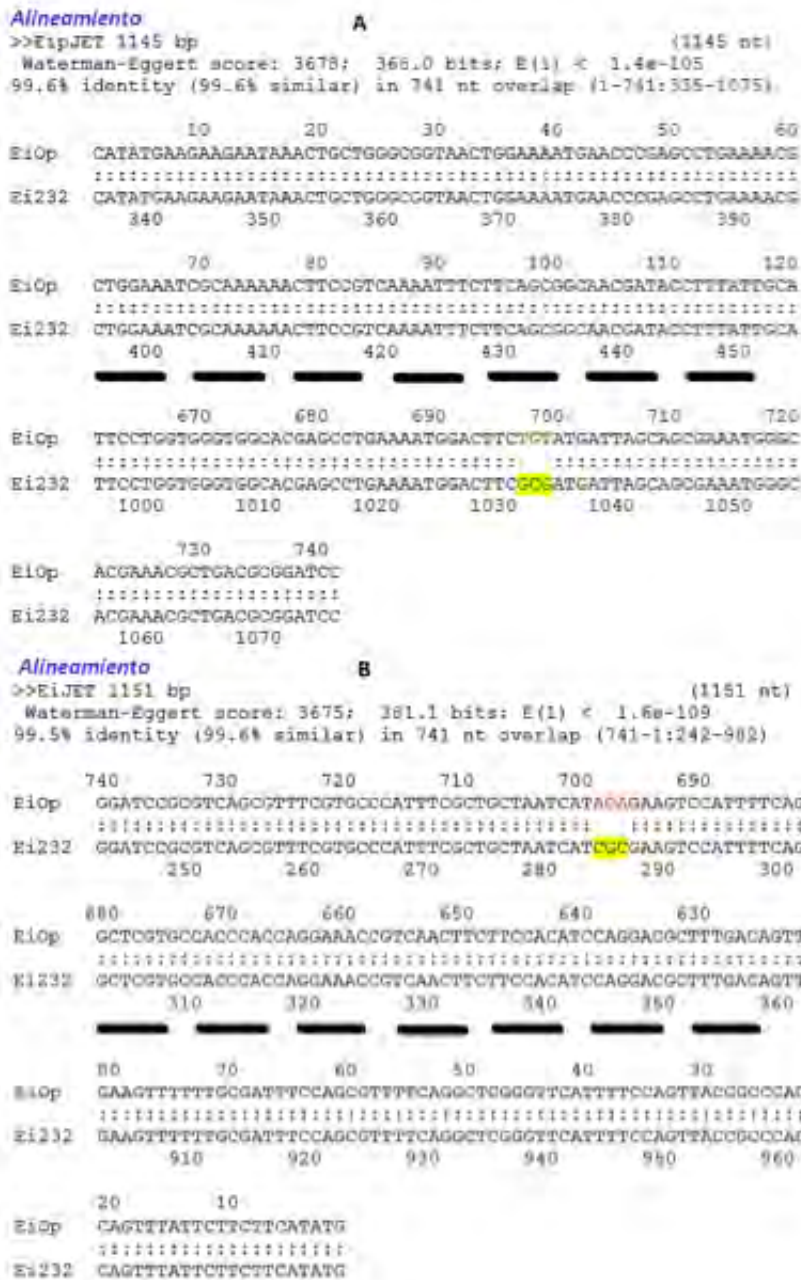 Alineamiento A
>>EipJET 1145 bp (1145 nt)
Waterman-Eggert score: 3678; 366.0 bits; E(1) < 1.4e-105
99.6% identity (99.6% similar) in 741 nt overlap (1-741:335-1075)
10 20 30 40 50 60
EiOp CATATGAAGAAGAATAAACTGCTGGGCGGTAACTGGAAAATGAACCCGAGCCTGAAAACG
Ei232 CATATGAAGAAGAATAAACTGCTGGGCGGTAACTGGAAAATGAACCCGAGCCTGAAAACG
340 350 360 370 380 390
70 80 90 100 110 120
EiOp CTGGAAATCGCAAAAAACTTCCGTCAAAATTTCTTCAGCGGCAACGATACCTTTATTGCA
Ei232 CTGGAAATCGCAAAAAACTTCCGTCAAAATTTCTTCAGCGGCAACGATACCTTTATTGCA
400 410 420 430 440 450
670 680 690 700 710 720
EiOp TTCCTGGTGGGTGGCACGAGCCTGAAAATGGACTTCTGTATGATTAGCAGCGAAATGGGC
Ei232 TTCCTGGTGGGTGGCACGAGCCTGAAAATGGACTTCGCGATGATTAGCAGCGAAATGGGC
1000 1010 1020 1030 1040 1050
730 740
EiOp ACGAAACGCTGACGCGGATCC
Ei232 ACGAAACGCTGACGCGGATCC
1060 1070
Alineamiento B
>>EiJET 1151 bp (1151 nt)
Waterman-Eggert score: 3675; 381.1 bits; E(1) < 1.6e-109
99.5% identity (99.6% similar) in 741 nt overlap (741-1:242-982)
740 730 720 710 700 690
EiOp GGATCCGCGTCAGCGTTTCGTGCCCATTTCGCTGCTAATCATACAGAAGTCCATTTTCAG
Ei232 GGATCCGCGTCAGCGTTTCGTGCCCATTTCGCTGCTAATCATCGCGAAGTCCATTTTCAG
250 260 270 280 290 300
680 670 660 650 640 630
EiOp GCTCGTGCCACCCACCAGGAAACCGTCAACTTCTTCCACATCCAGGACGCTTTGACAGTT
Ei232 GCTCGTGCCACCCACCAGGAAACCGTCAACTTCTTCCACATCCAGGACGCTTTGACAGTT
310 320 330 340 350 360
80 70 60 50 40 30
EiOp GAAGTTTTTTGCGATTTCCAGCGTTTTCAGGCTCGGGTTCATTTTCCAGTTACCGCCCAG
Ei232 GAAGTTTTTTGCGATTTCCAGCGTTTTCAGGCTCGGGTTCATTTTCCAGTTACCGCCCAG
910 920 930 940 950 960
20 10
EiOp CAGTTTATTCTTCTTCATATG
Ei232 CAGTTTATTCTTCTTCATATG